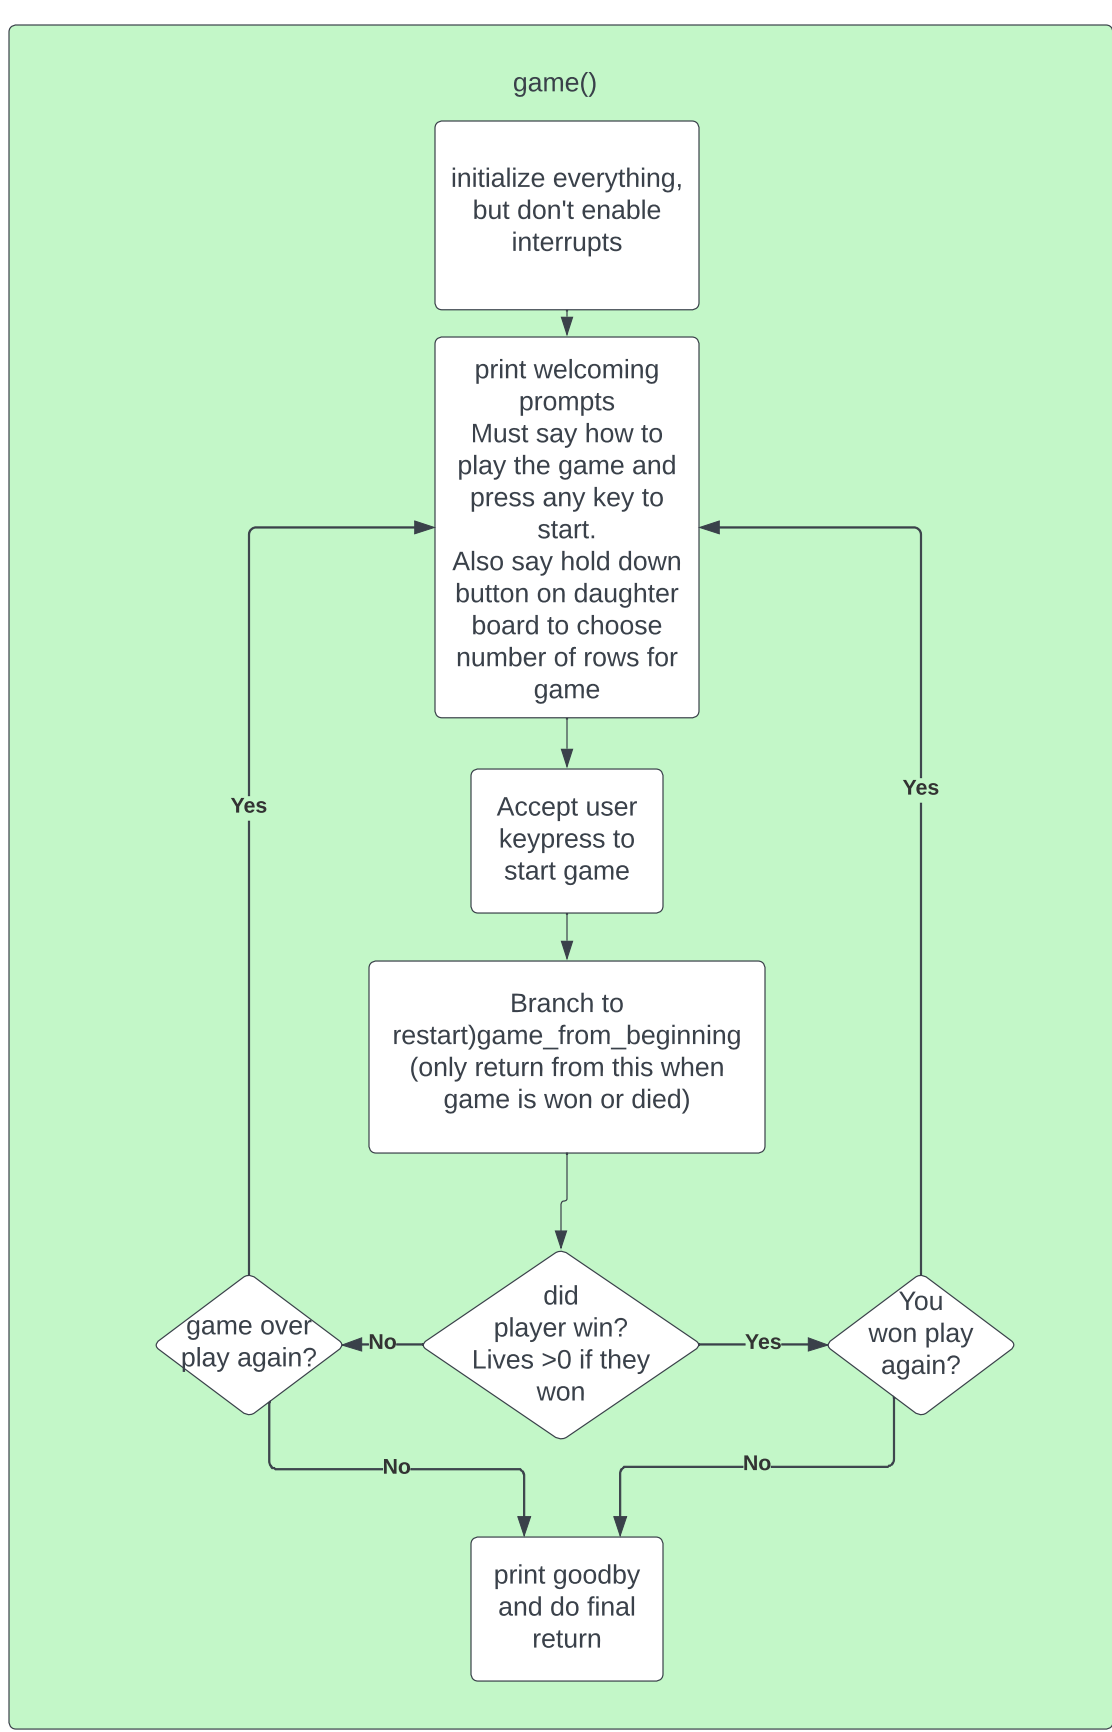 game()
initialize everything,
but don't enable
interrupts
print welcoming
prompts
Must say how to
play the game and
press any key to
start.
Also say hold down
button on daughter
board to choose
number of rows for
game
Yes
Yes
Accept user
keypress to
start game
Branch to
restart)game_from_beginning
(only return from this when
game is won or died)
game over
play again?
No
did
player win?
Lives >0 if they
won
Yes
You
won play
again?
No
No
print goodby
and do final
return